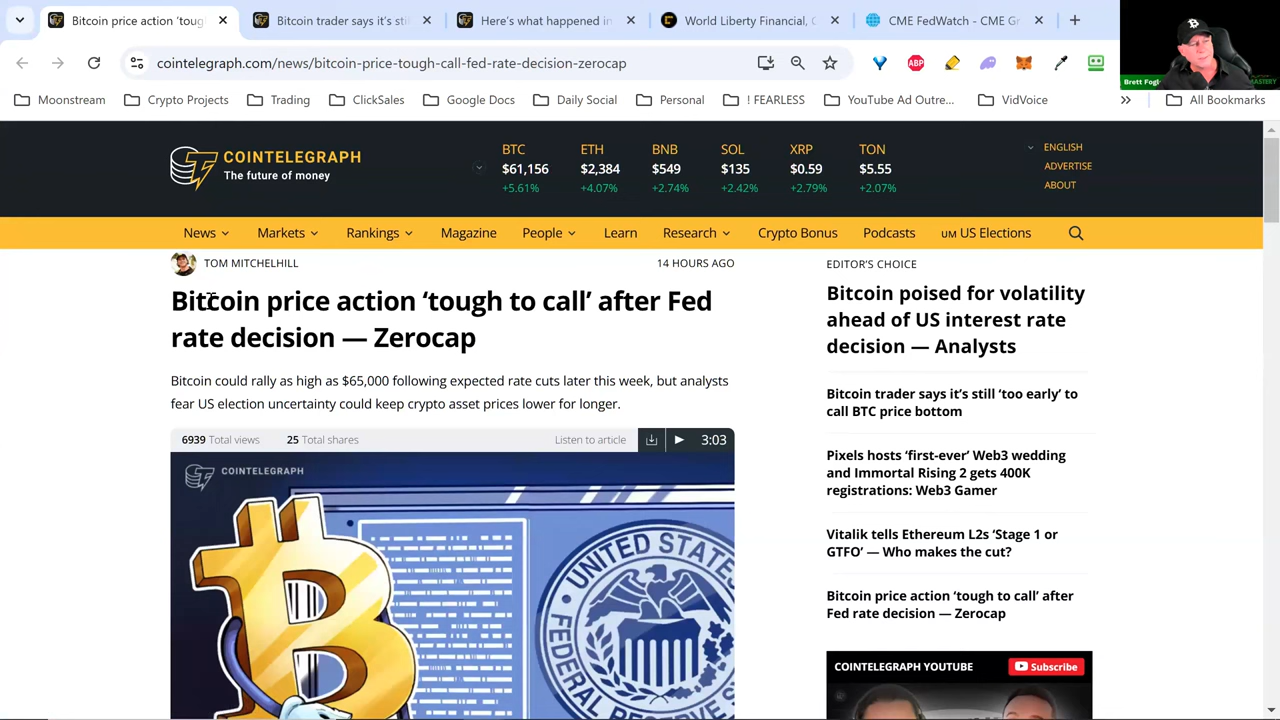 Bitcoin price action 'toug
Bitcoin trader says it's sti
Here's what happened in
World Liberty Financial, C
CME FedWatch - CME Gr
cointelegraph.com/news/bitcoin-price-tough-call-fed-rate-decision-zerocap
ABP
Brett Fogl
MASTERY
Moonstream
Crypto Projects
Trading
ClickSales
Google Docs
Daily Social
Personal
! FEARLESS
YouTube Ad Outre...
VidVoice
All Bookmarks
COINTELEGRAPH
The future of money
BTC ETH BNB SOL XRP TON
$61,156 $2,384 $549 $135 $0.59 $5.55
+5.61% +4.07% +2.74% +2.42% +2.79% +2.07%
ENGLISH
ADVERTISE
ABOUT
News Markets Rankings Magazine People Learn Research Crypto Bonus Podcasts UM US Elections
TOM MITCHELHILL
14 HOURS AGO
Bitcoin price action ‘tough to call’ after Fed
rate decision — Zerocap
Bitcoin could rally as high as $65,000 following expected rate cuts later this week, but analysts
fear US election uncertainty could keep crypto asset prices lower for longer.
6939 Total views 25 Total shares Listen to article 3:03
COINTELEGRAPH
UNITED STATES
FEDERAL RESERVE
EDITOR’S CHOICE
Bitcoin poised for volatility
ahead of US interest rate
decision — Analysts
Bitcoin trader says it’s still ‘too early’ to
call BTC price bottom
Pixels hosts ‘first-ever’ Web3 wedding
and Immortal Rising 2 gets 400K
registrations: Web3 Gamer
Vitalik tells Ethereum L2s ‘Stage 1 or
GTFO’ — Who makes the cut?
Bitcoin price action ‘tough to call’ after
Fed rate decision — Zerocap
COINTELEGRAPH YOUTUBE
Subscribe